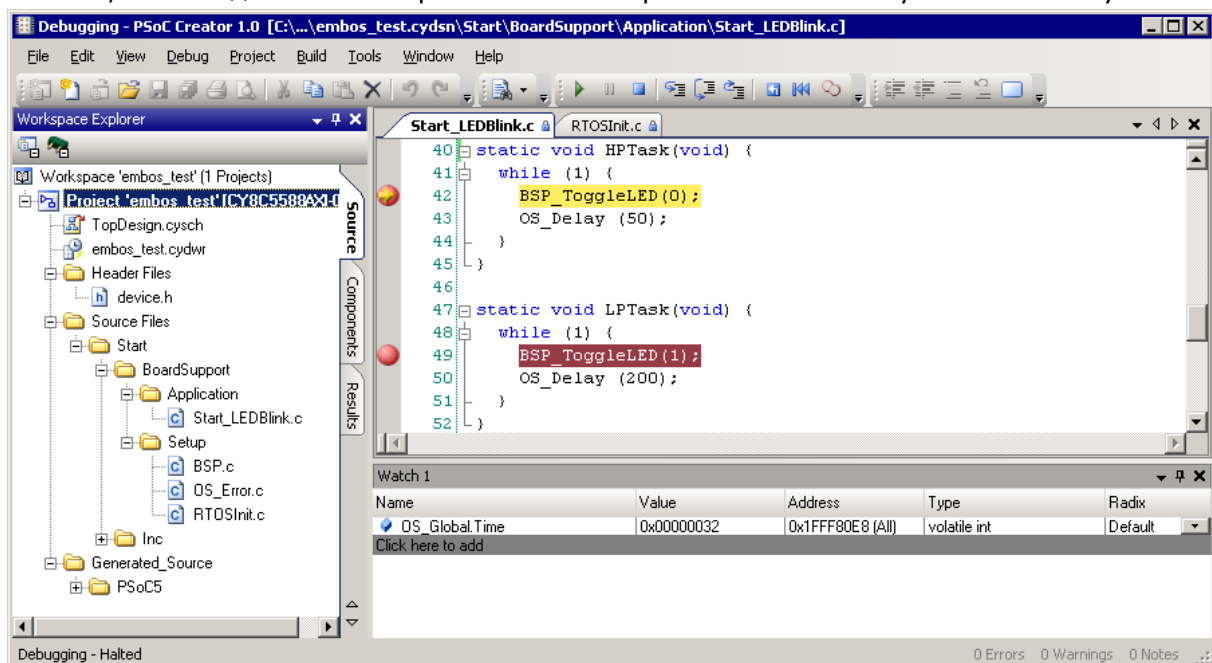 Debugging - PSoC Creator 1.0 [C:\...\embos_test.cydsn\Start\BoardSupport\Application\Start_LEDBlink.c]
File Edit View Debug Project Build Tools Window Help
Workspace Explorer
Workspace 'embos_test' (1 Projects)
Project 'embos_test' [CY8C5588AXI-0
TopDesign.cysch
embos_test.cydwr
Header Files
device.h
Source Files
Start
BoardSupport
Application
Start_LEDBlink.c
Setup
BSP.c
OS_Error.c
RTOSInit.c
Inc
Generated_Source
PSoC5
Source
Components
Results
Start_LEDBlink.c RTOSInit.c
40 static void HPTask(void) {
41 while (1) {
42 BSP_ToggleLED(0);
43 OS_Delay (50);
44 }
45 }
46
47 static void LPTask(void) {
48 while (1) {
49 BSP_ToggleLED(1);
50 OS_Delay (200);
51 }
52 }
Watch 1
Name Value Address Type Radix
OS_Global.Time 0x00000032 0x1FFF80E8 (All) volatile int Default
Click here to add
Debugging - Halted 0 Errors 0 Warnings 0 Notes